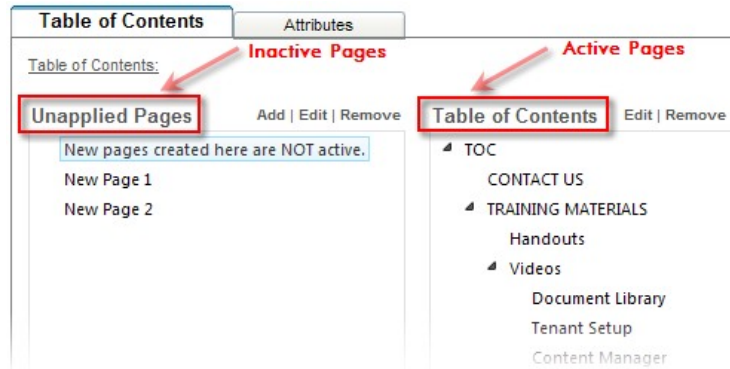 Table of Contents
Attributes
Inactive Pages
Active Pages
Table of Contents:
Unapplied Pages
Add | Edit | Remove
Table of Contents
Edit | Remove
New pages created here are NOT active.
New Page 1
New Page 2
TOC
CONTACT US
TRAINING MATERIALS
Handouts
Videos
Document Library
Tenant Setup
Content Manager